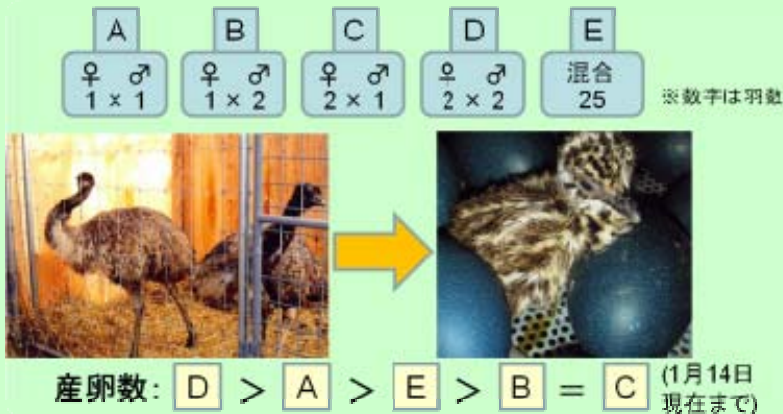 A B C D E
♀ ♂ ♀ ♂ ♀ ♂ ♀ ♂ 混合
1 × 1 1 × 2 2 × 1 2 × 2 25 ※数字は羽数
産卵数: D > A > E > B = C (1月14日
現在まで)